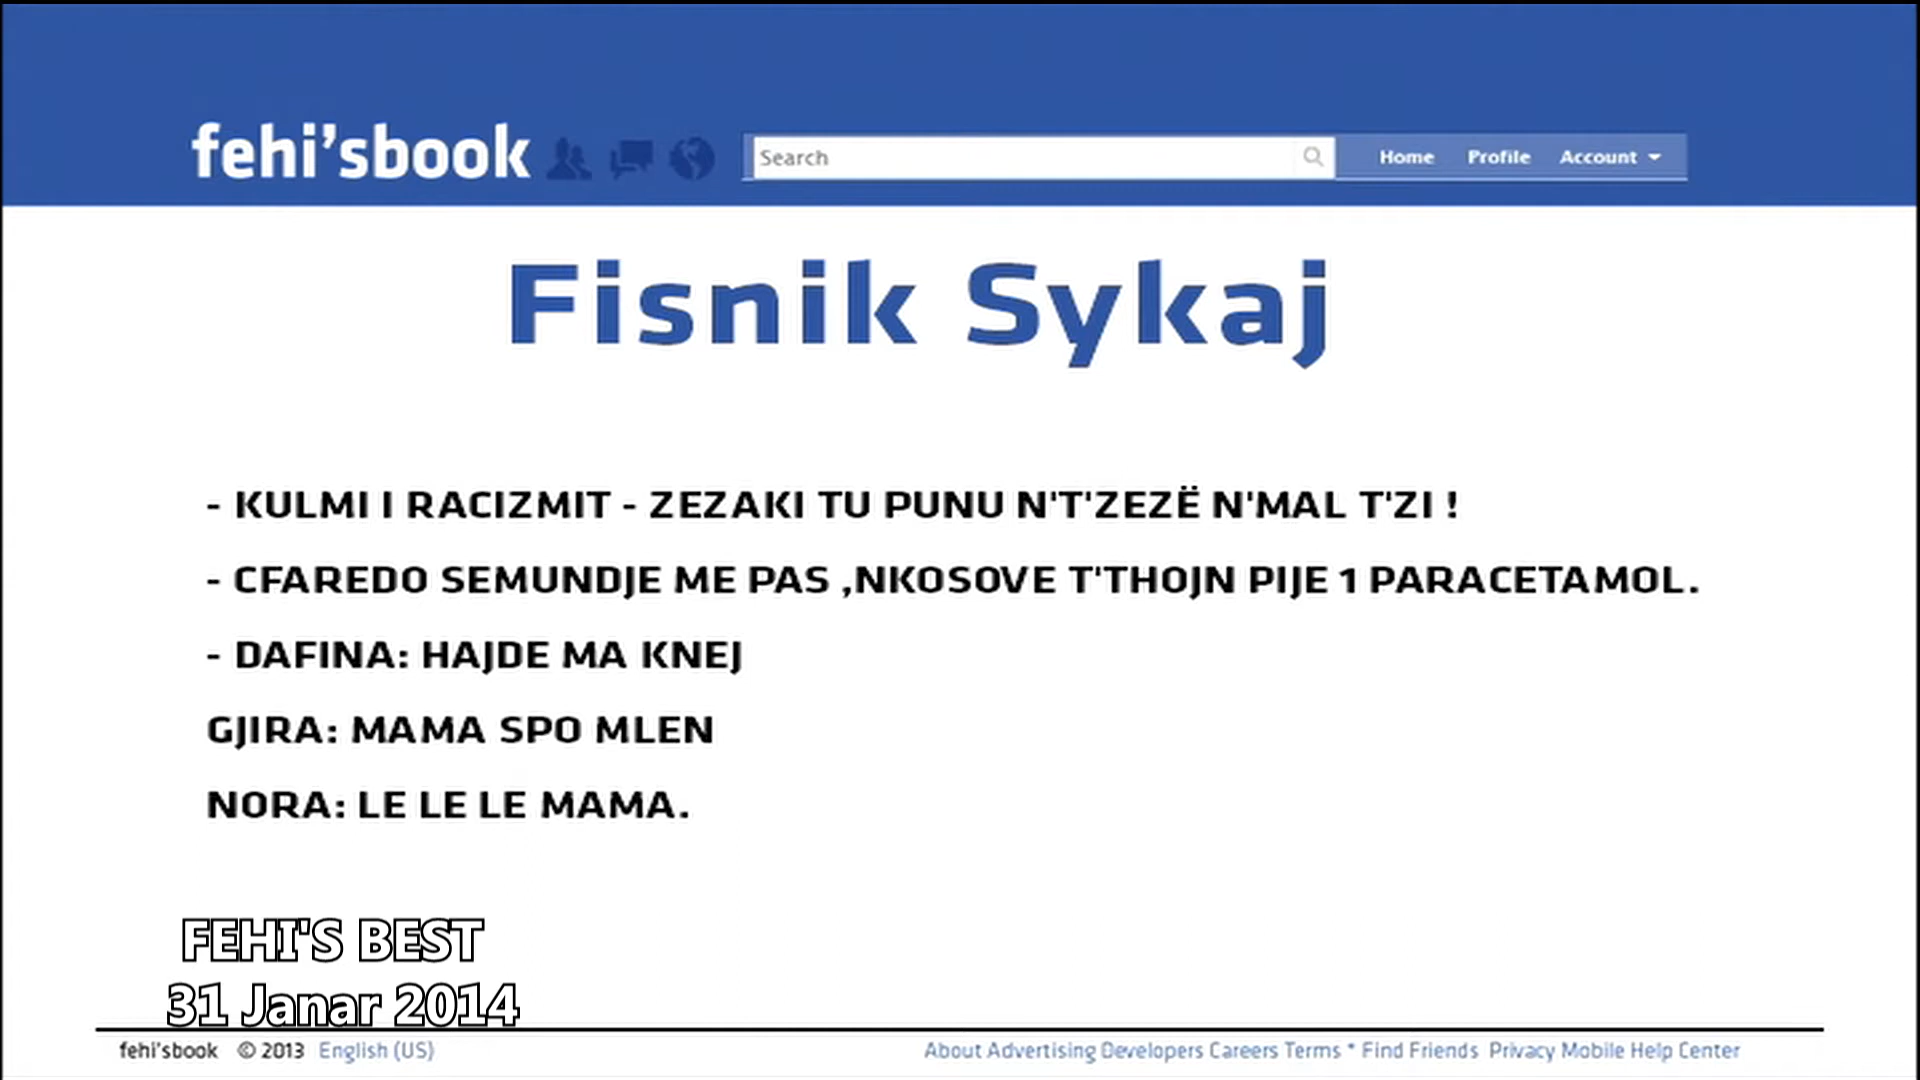 fehi'sbook Search Home Profile Account
Fisnik Sykaj
- KULMI I RACIZMIT - ZEZAKI TU PUNU N'T'ZEZË N'MAL T'ZI !
- CFAREDO SEMUNDJE ME PAS ,NKOSOVE T'THOJN PIJE 1 PARACETAMOL.
- DAFINA: HAJDE MA KNEJ
GJIRA: MAMA SPO MLEN
NORA: LE LE LE MAMA.
FEHI'S BEST
31 Janar 2014
fehi'sbook © 2013 English (US) About Advertising Developers Careers Terms * Find Friends Privacy Mobile Help Center